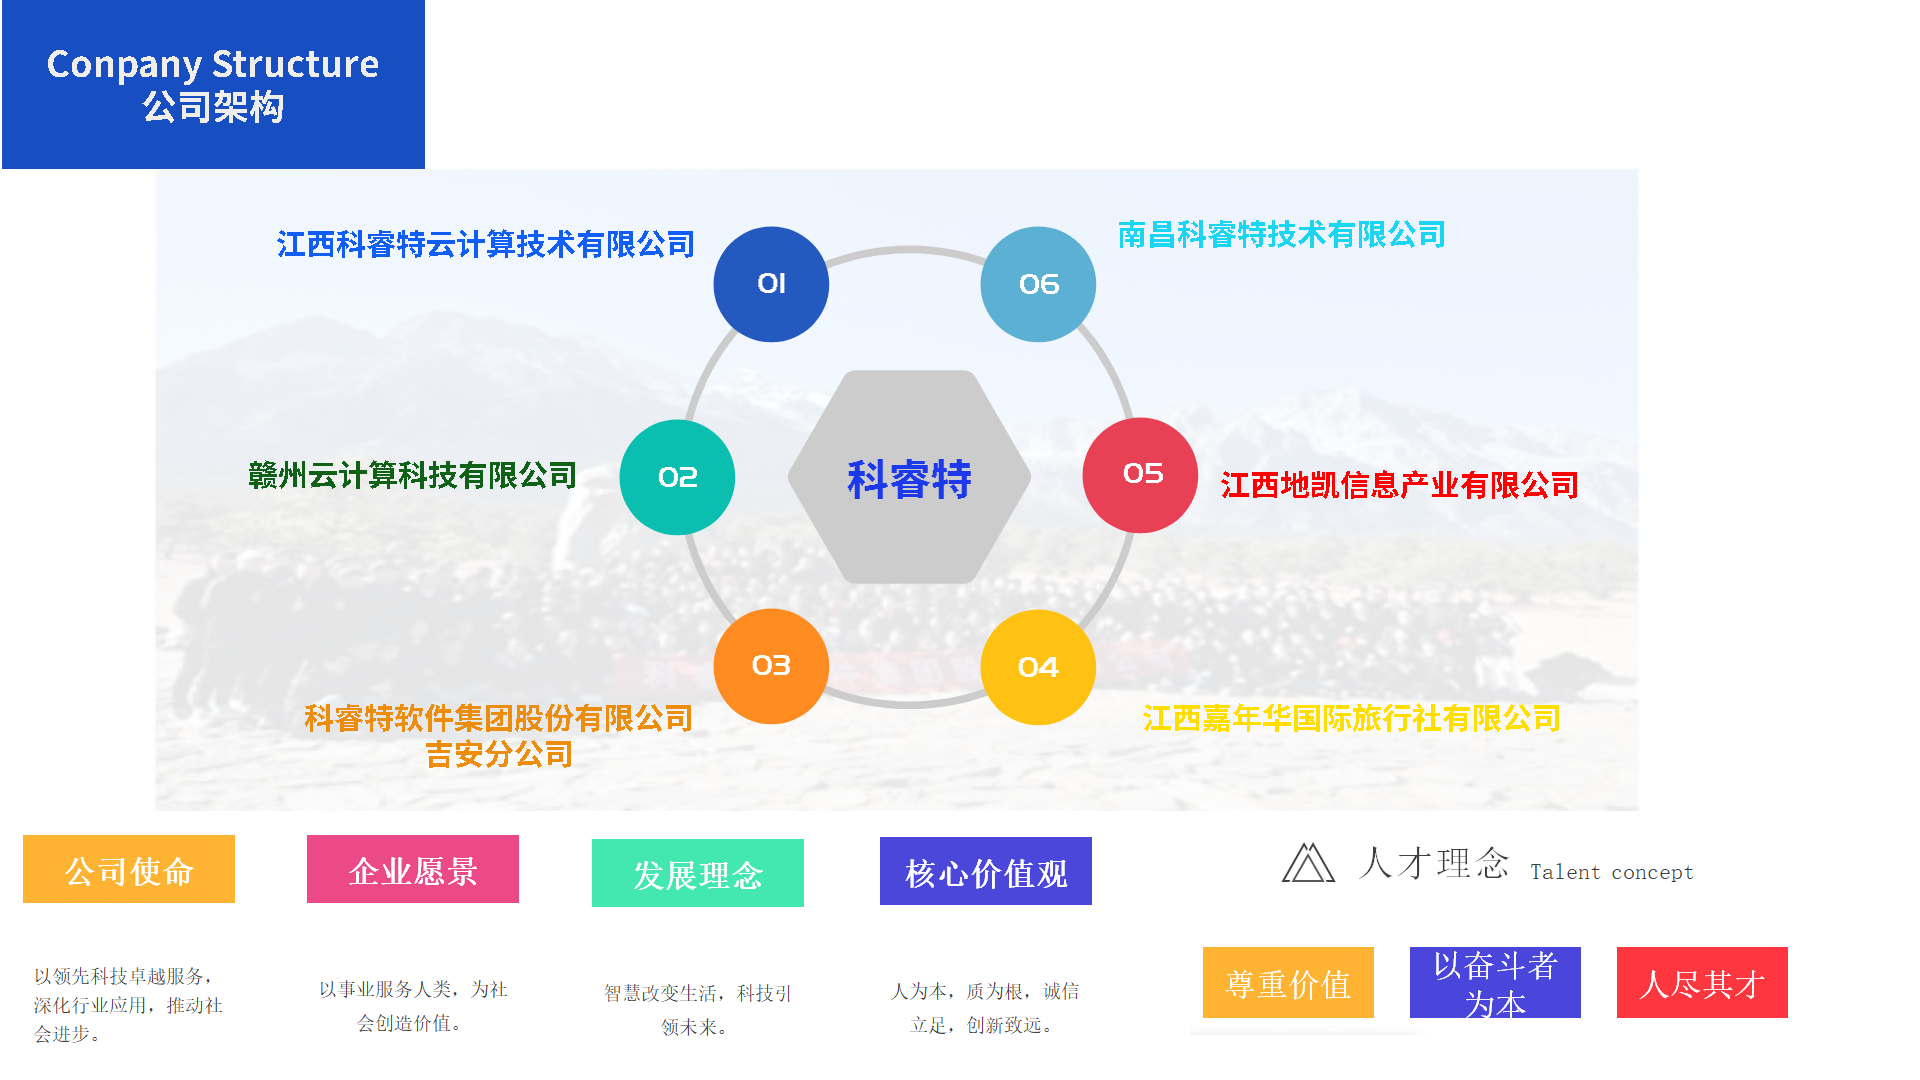 Conpany Structure
公司架构
江西科睿特云计算技术有限公司
01
06
南昌科睿特技术有限公司
赣州云计算科技有限公司
02
科睿特
05
江西地凯信息产业有限公司
科睿特软件集团股份有限公司
吉安分公司
03
04
江西嘉年华国际旅行社有限公司
公司使命
以领先科技卓越服务，
深化行业应用，推动社
会进步。
企业愿景
以事业服务人类，为社
会创造价值。
发展理念
智慧改变生活，科技引
领未来。
核心价值观
人为本，质为根，诚信
立足，创新致远。
人才理念 Talent concept
尊重价值
以奋斗者
为本
人尽其才